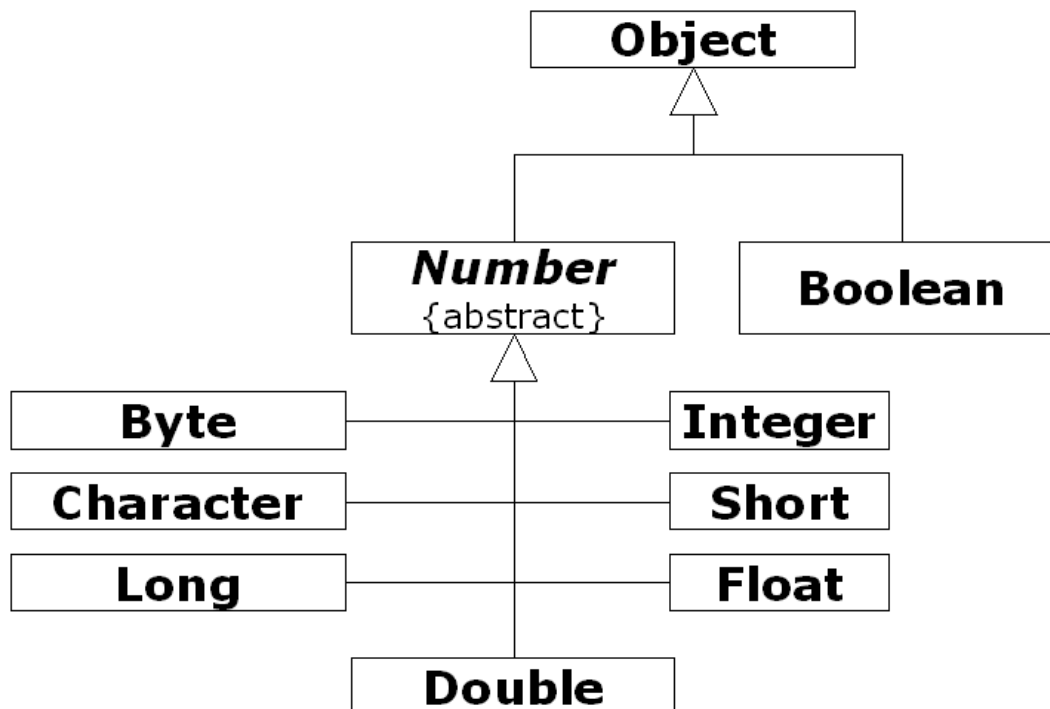 Object
Number
{abstract}
Boolean
Byte
Integer
Character
Short
Long
Float
Double